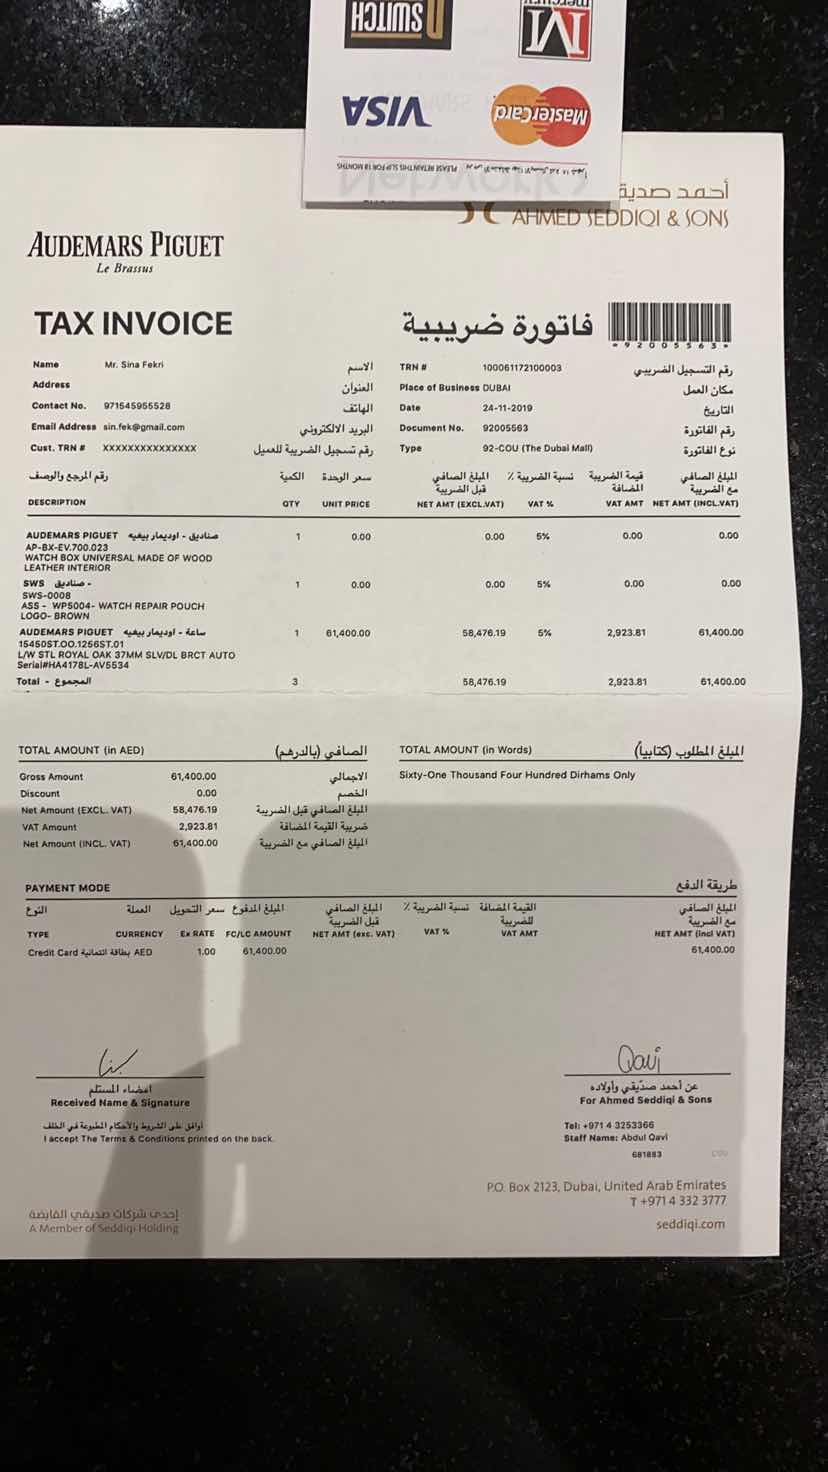 SWITCH
M
VISA
MasterCard
PLEASE RETAIN THIS SLIP FOR 18 MONTHS
أحمد صديق
AHMED SEDDIQI & SONS
AUDEMARS PIGUET
Le Brassus
TAX INVOICE فاتورة ضريبية
*92005563*
Name Mr. Sina Fekri الاسم TRN # 100061172100003 رقم التسجيل الضريبي
Address العنوان Place of Business DUBAI مكان العمل
Contact No. 971545955528 الهاتف Date 24-11-2019 التاريخ
Email Address sin.fek@gmail.com البريد الالكتروني Document No. 92005563 رقم الفاتورة
Cust. TRN # XXXXXXXXXXXXXXX رقم تسجيل الضريبة للعميل Type 92-COU (The Dubai Mall) نوع الفاتورة
رقم المرجع والوصف الكمية سعر الوحدة المبلغ الصافي قبل الضريبة نسبة الضريبة ٪ قيمة الضريبة المضافة المبلغ الصافي مع الضريبة
DESCRIPTION QTY UNIT PRICE NET AMT (EXCL.VAT) VAT % VAT AMT NET AMT (INCL.VAT)
AUDEMARS PIGUET صناديق - اوديمار بيغيه 1 0.00 0.00 5% 0.00 0.00
AP-BX-EV.700.023
WATCH BOX UNIVERSAL MADE OF WOOD
LEATHER INTERIOR
SWS صناديق - 1 0.00 0.00 5% 0.00 0.00
SWS-0008
ASS - WP5004- WATCH REPAIR POUCH
LOGO- BROWN
AUDEMARS PIGUET ساعة - اوديمار بيغيه 1 61,400.00 58,476.19 5% 2,923.81 61,400.00
15450ST.OO.1256ST.01
L/W STL ROYAL OAK 37MM SLV/DL BRCT AUTO
Serial#HA4178L-AV5534
Total - المجموع 3 58,476.19 2,923.81 61,400.00
TOTAL AMOUNT (in AED) الصافي (بالدرهم) TOTAL AMOUNT (in Words) المبلغ المطلوب (كتابياً)
Gross Amount 61,400.00 الاجمالي Sixty-One Thousand Four Hundred Dirhams Only
Discount 0.00 الخصم
Net Amount (EXCL. VAT) 58,476.19 المبلغ الصافي قبل الضريبة
VAT Amount 2,923.81 ضريبة القيمة المضافة
Net Amount (INCL. VAT) 61,400.00 المبلغ الصافي مع الضريبة
PAYMENT MODE طريقة الدفع
النوع العملة سعر التحويل المبلغ المدفوع المبلغ الصافي قبل الضريبة نسبة الضريبة ٪ القيمة المضافة للضريبة المبلغ الصافي مع الضريبة
TYPE CURRENCY Ex RATE FC/LC AMOUNT NET AMT (exc. VAT) VAT % VAT AMT NET AMT (incl VAT)
Credit Card بطاقة ائتمانية AED 1.00 61,400.00 61,400.00
Qavi
اعضاء المستلم عن أحمد صدّيقي وأولاده
Received Name & Signature For Ahmed Seddiqi & Sons
أوافق على الشروط والأحكام المطبوعة في الخلف
I accept The Terms & Conditions printed on the back.
Tel: +971 4 3253366
Staff Name: Abdul Qavi
681883
P.O. Box 2123, Dubai, United Arab Emirates
T +971 4 332 3777
إحدى شركات صديقي القابضة
A Member of Seddiqi Holding
seddiqi.com